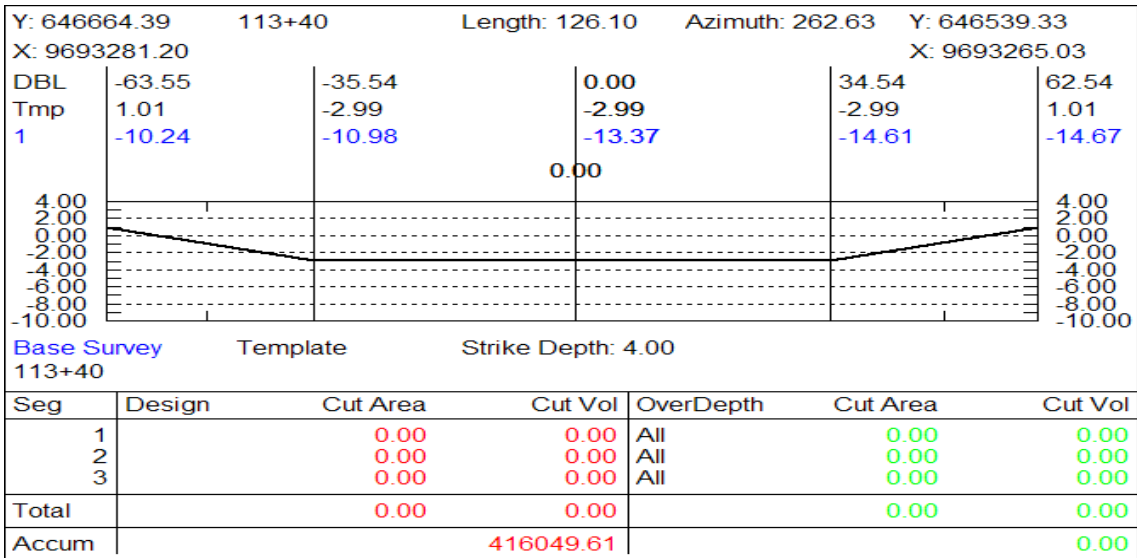 Y: 646664.39 113+40 Length: 126.10 Azimuth: 262.63 Y: 646539.33
X: 9693281.20 X: 9693265.03
DBL -63.55 -35.54 0.00 34.54 62.54
Tmp 1.01 -2.99 -2.99 -2.99 1.01
1 -10.24 -10.98 -13.37 -14.61 -14.67
0.00
4.00 4.00
2.00 2.00
0.00 0.00
-2.00 -2.00
-4.00 -4.00
-6.00 -6.00
-8.00 -8.00
-10.00 -10.00
Base Survey Template Strike Depth: 4.00
113+40
Seg Design Cut Area Cut Vol OverDepth Cut Area Cut Vol
1 0.00 0.00 All 0.00 0.00
2 0.00 0.00 All 0.00 0.00
3 0.00 0.00 All 0.00 0.00
Total 0.00 0.00 0.00 0.00
Accum 416049.61 0.00